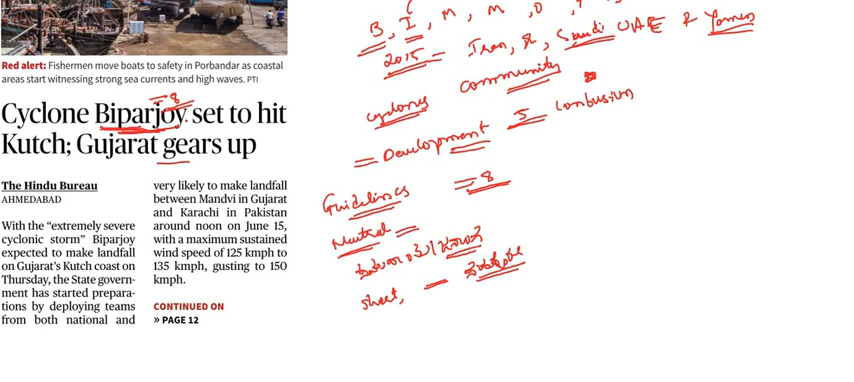 Red alert: Fishermen move boats to safety in Porbandar as coastal
areas start witnessing strong sea currents and high waves. PTI
= 8
Cyclone Biparjoy set to hit
Kutch; Gujarat gears up
The Hindu Bureau
AHMEDABAD
With the “extremely severe
cyclonic storm” Biparjoy
expected to make landfall
on Gujarat’s Kutch coast on
Thursday, the State govern-
ment has started prepara-
tions by deploying teams
from both national and
very likely to make landfall
between Mandvi in Gujarat
and Karachi in Pakistan
around noon on June 15,
with a maximum sustained
wind speed of 125 kmph to
135 kmph, gusting to 150
kmph.
CONTINUED ON
» PAGE 12
B, I, M, M, O,
2015 = Iran, Saudi UAE & Yemen
Cyclones Community
= Development Confusion
Guidelines = 8
Neutral =
sheet,